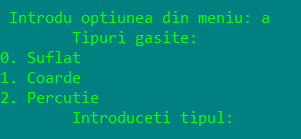 Introdu optiunea din meniu: a
Tipuri gasite:
0. Suflat
1. Coarde
2. Percutie
Introduceti tipul: